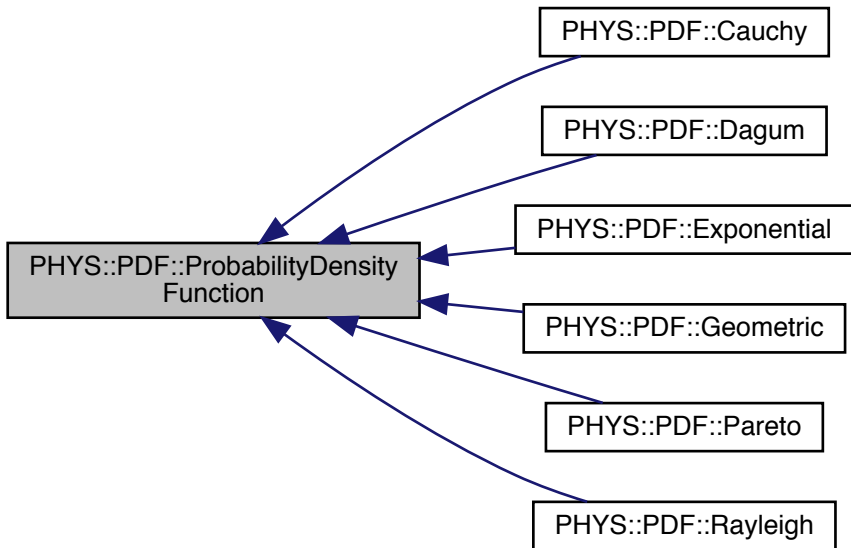 PHYS::PDF::Cauchy
PHYS::PDF::Dagum
PHYS::PDF::Exponential
PHYS::PDF::ProbabilityDensity
Function
PHYS::PDF::Geometric
PHYS::PDF::Pareto
PHYS::PDF::Rayleigh